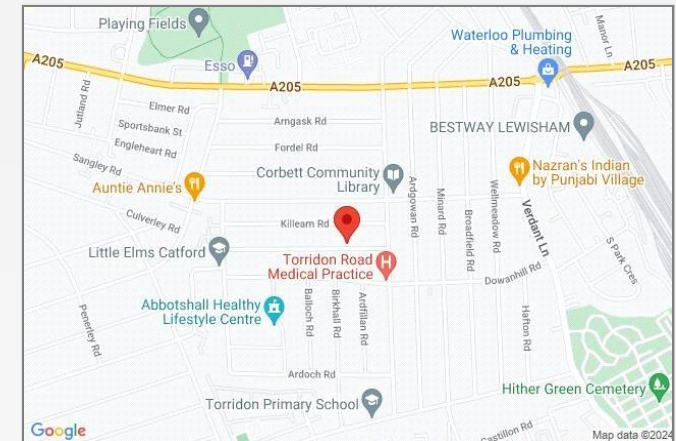 Playing Fields
Manor Ln
Waterloo Plumbing
& Heating
A205
Esso
A205
A205
A205
Jutland Rd
Elmer Rd
Sportsbank St
Engleheart Rd
Arngask Rd
BESTWAY LEWISHAM
Fordel Rd
Sangley Rd
Corbett Community
Library
Nazran's Indian
by Punjabi Village
Auntie Annie's
Ardgowan Rd
Minard Rd
Wellmeadow Rd
Broadfield Rd
Verdant Ln
Culverley Rd
Killearn Rd
S Park Cres
Little Elms Catford
Torridon Road
Medical Practice
Dowanhill Rd
Abbotshall Healthy
Lifestyle Centre
Balloch Rd
Birkhall Rd
Ardfillan Rd
Penerley Rd
Hafton Rd
Ardoch Rd
Hither Green Cemetery
Torridon Primary School
Castillon Rd
Google
Map data ©2024